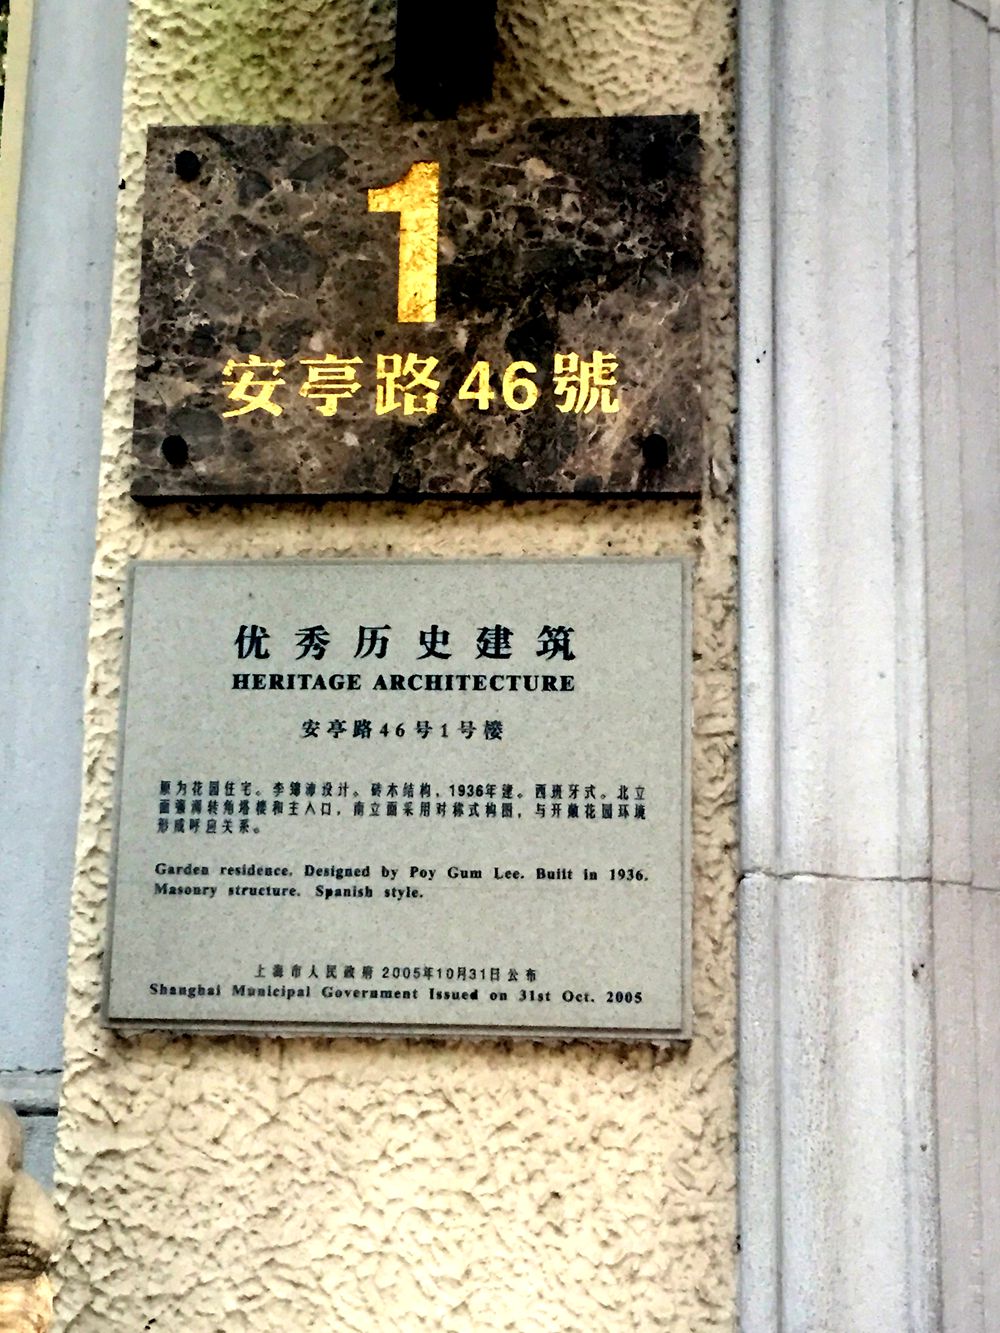 1
安亭路46號
优秀历史建筑
HERITAGE ARCHITECTURE
安亭路46号1号楼
原为花园住宅。李锦沛设计。砖木结构，1936年建。西班牙式。北立
面强调转角塔楼和主入口，南立面采用对称式构图，与开敞花园环境
形成呼应关系。
Garden residence. Designed by Poy Gum Lee. Built in 1936.
Masonry structure. Spanish style.
上海市人民政府 2005年10月31日公布
Shanghai Municipal Government Issued on 31st Oct. 2005